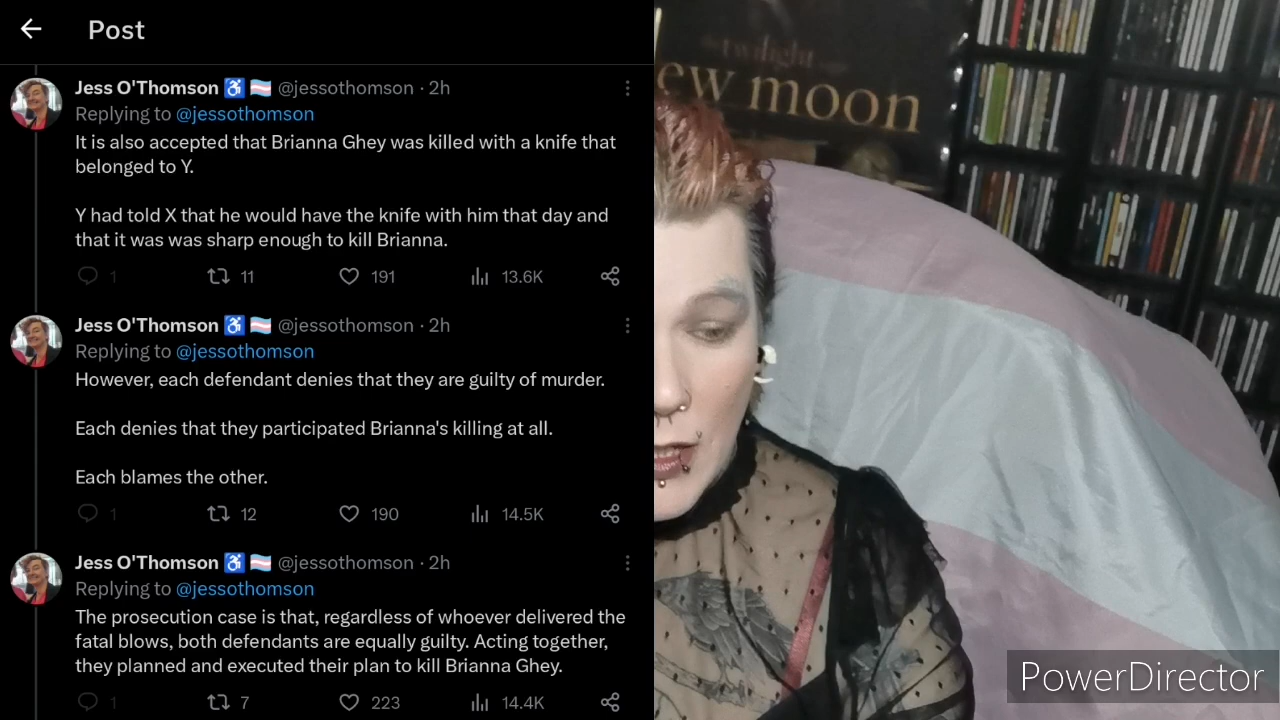 Post
Jess O'Thomson ♿ 🏳️‍⚧️ @jessothomson · 2h
Replying to @jessothomson
It is also accepted that Brianna Ghey was killed with a knife that
belonged to Y.
Y had told X that he would have the knife with him that day and
that it was was sharp enough to kill Brianna.
1 11 191 13.6K
Jess O'Thomson ♿ 🏳️‍⚧️ @jessothomson · 2h
Replying to @jessothomson
However, each defendant denies that they are guilty of murder.
Each denies that they participated Brianna's killing at all.
Each blames the other.
1 12 190 14.5K
Jess O'Thomson ♿ 🏳️‍⚧️ @jessothomson · 2h
Replying to @jessothomson
The prosecution case is that, regardless of whoever delivered the
fatal blows, both defendants are equally guilty. Acting together,
they planned and executed their plan to kill Brianna Ghey.
1 7 223 14.4K
twilight
ew moon
PowerDirector